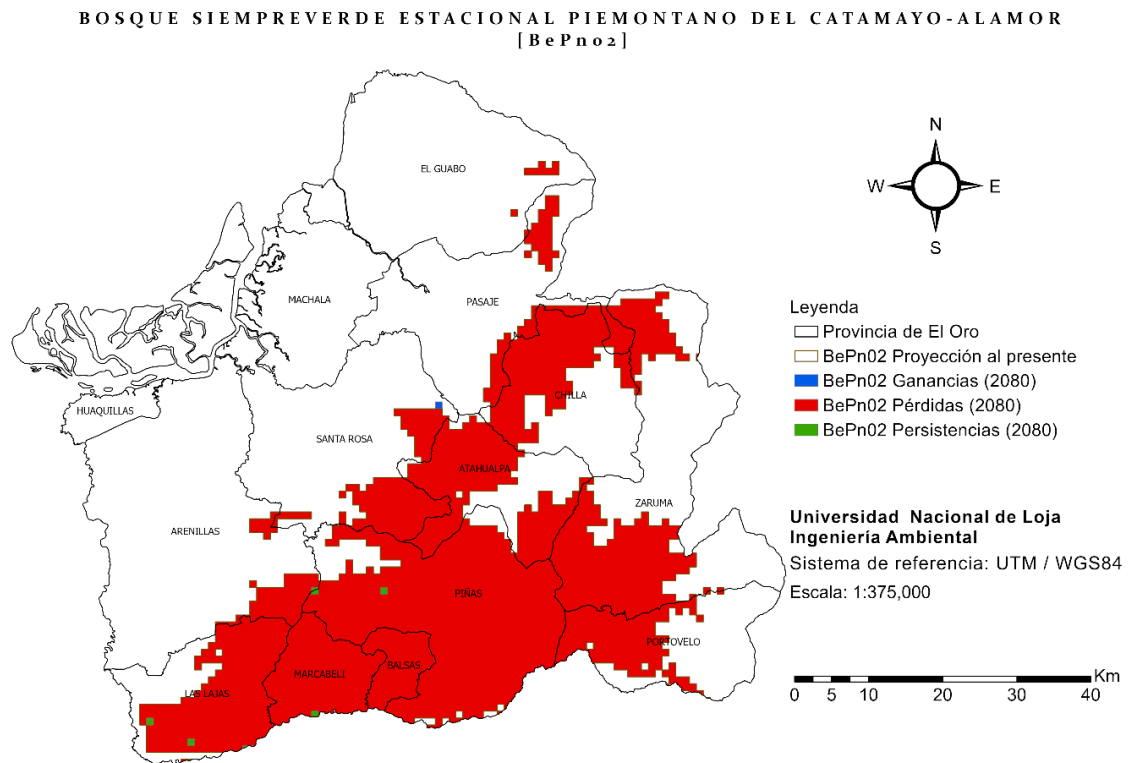 BOSQUE SIEMPREVERDE ESTACIONAL PIEMONTANO DEL CATAMAYO-ALAMOR
[BePn02]
EL GUABO
MACHALA
PASAJE
HUAQUILLAS
CHILLA
SANTA ROSA
ATAHUALPA
ZARUMA
ARENILLAS
PIÑAS
PORTOVELO
BALSAS
MARCABELI
LAS LAJAS
N
W
E
S
Leyenda
Provincia de El Oro
BePn02 Proyección al presente
BePn02 Ganancias (2080)
BePn02 Pérdidas (2080)
BePn02 Persistencias (2080)
Universidad Nacional de Loja
Ingeniería Ambiental
Sistema de referencia: UTM / WGS84
Escala: 1:375,000
Km
0 5 10 20 30 40